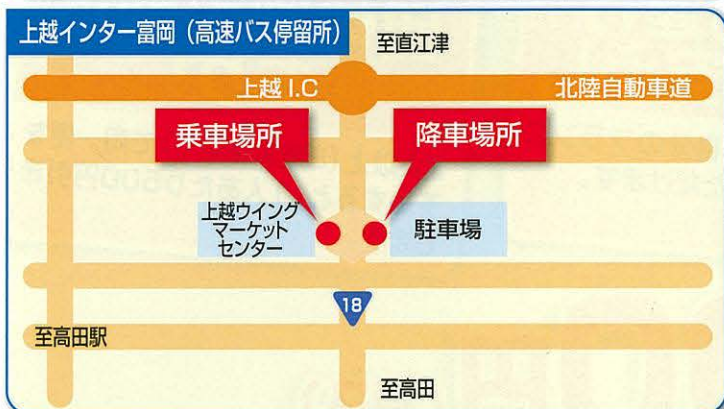 上越インター富岡（高速バス停留所）
至直江津
上越 I.C
北陸自動車道
乗車場所
降車場所
上越ウイング
マーケット
センター
駐車場
18
至高田駅
至高田